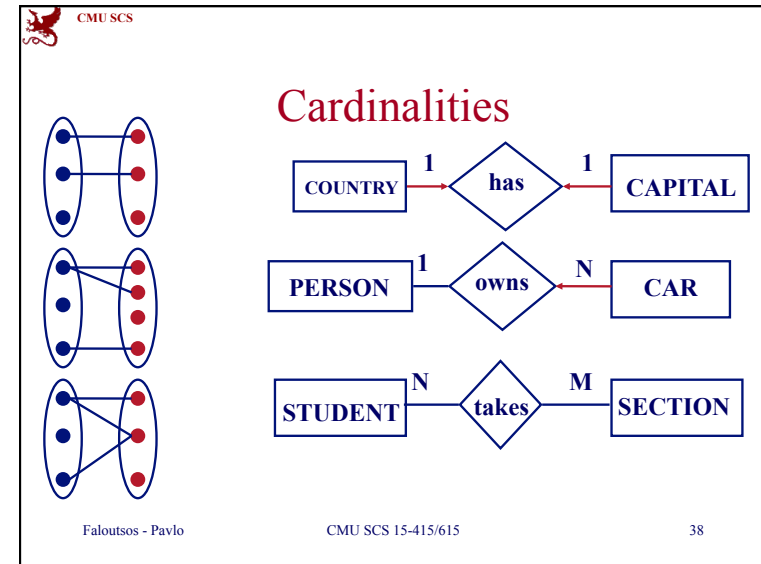 CMU SCS
Cardinalities
COUNTRY 1 has 1 CAPITAL
PERSON 1 owns N CAR
STUDENT N takes M SECTION
Faloutsos - Pavlo CMU SCS 15-415/615 38